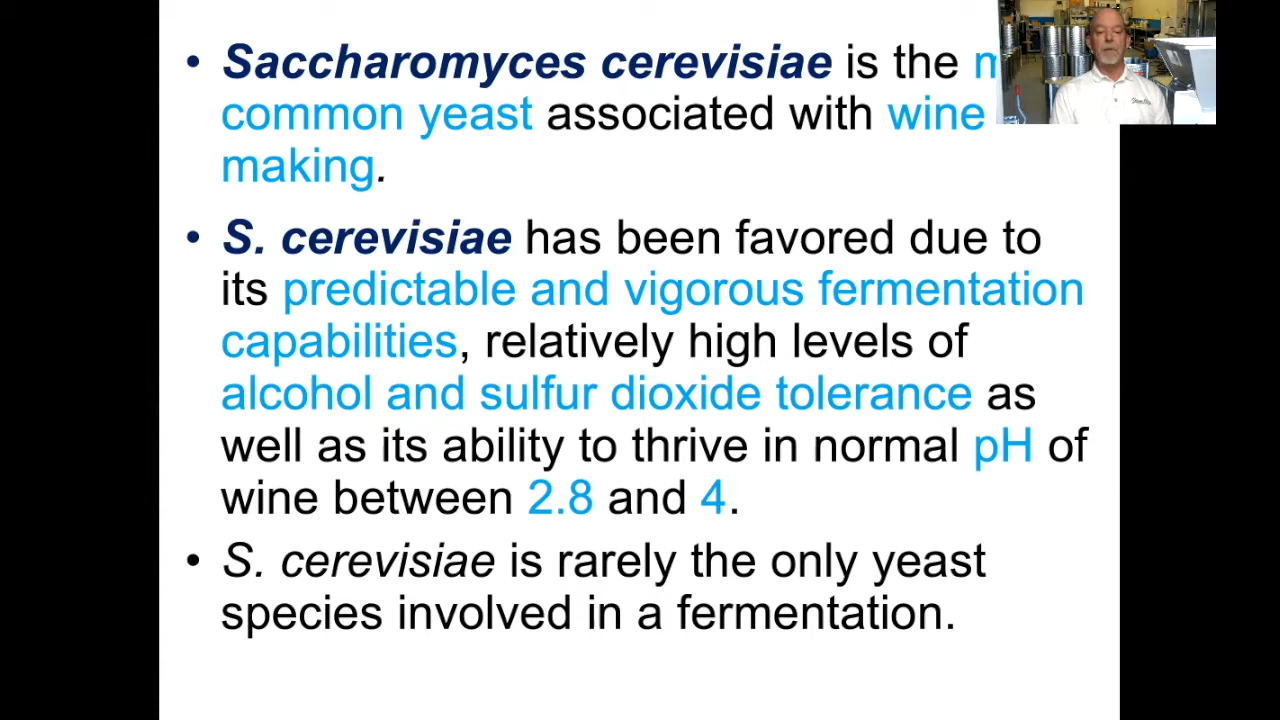 • Saccharomyces cerevisiae is the
common yeast associated with wine
making.
• S. cerevisiae has been favored due to
its predictable and vigorous fermentation
capabilities, relatively high levels of
alcohol and sulfur dioxide tolerance as
well as its ability to thrive in normal pH of
wine between 2.8 and 4.
• S. cerevisiae is rarely the only yeast
species involved in a fermentation.